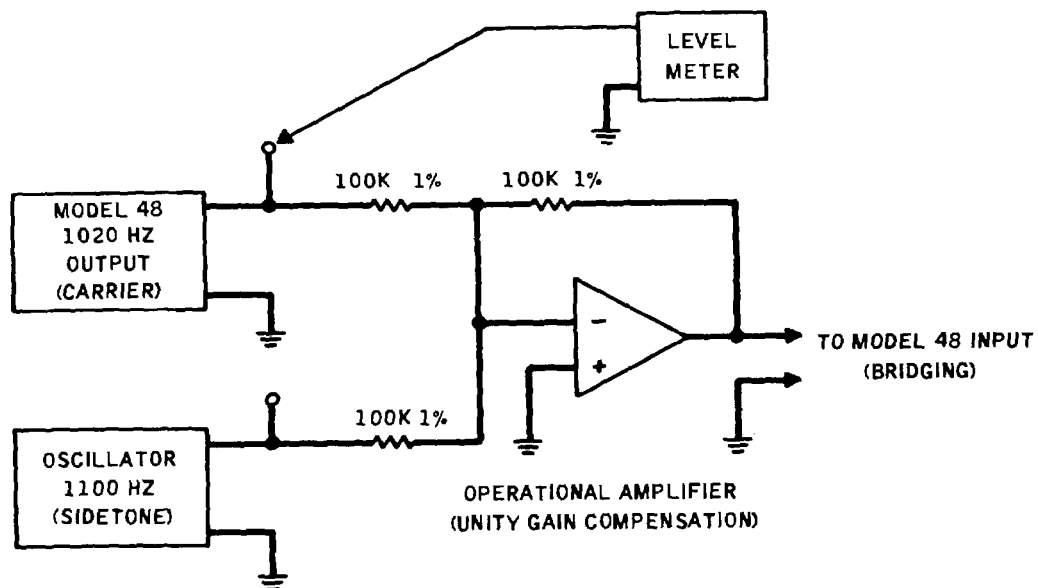 LEVEL
METER
100K 1%
100K 1%
MODEL 48
1020 HZ
OUTPUT
(CARRIER)
−
+
TO MODEL 48 INPUT
(BRIDGING)
100K 1%
OSCILLATOR
1100 HZ
(SIDETONE)
OPERATIONAL AMPLIFIER
(UNITY GAIN COMPENSATION)